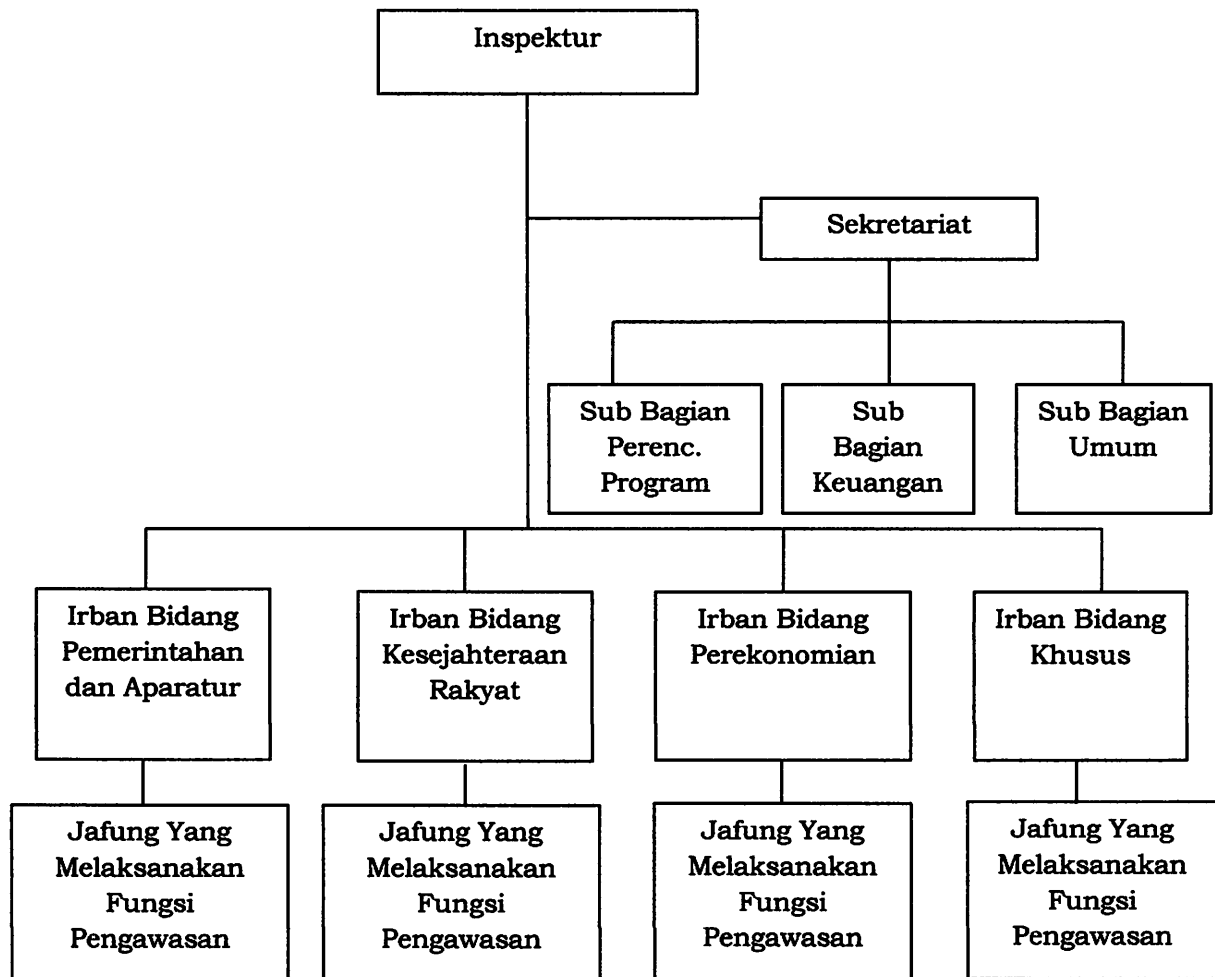 Inspektur
Sekretariat
Sub Bagian
Perenc.
Program
Sub
Bagian
Keuangan
Sub Bagian
Umum
Irban Bidang
Pemerintahan
dan Aparatur
Irban Bidang
Kesejahteraan
Rakyat
Irban Bidang
Perekonomian
Irban Bidang
Khusus
Jafung Yang
Melaksanakan
Fungsi
Pengawasan
Jafung Yang
Melaksanakan
Fungsi
Pengawasan
Jafung Yang
Melaksanakan
Fungsi
Pengawasan
Jafung Yang
Melaksanakan
Fungsi
Pengawasan